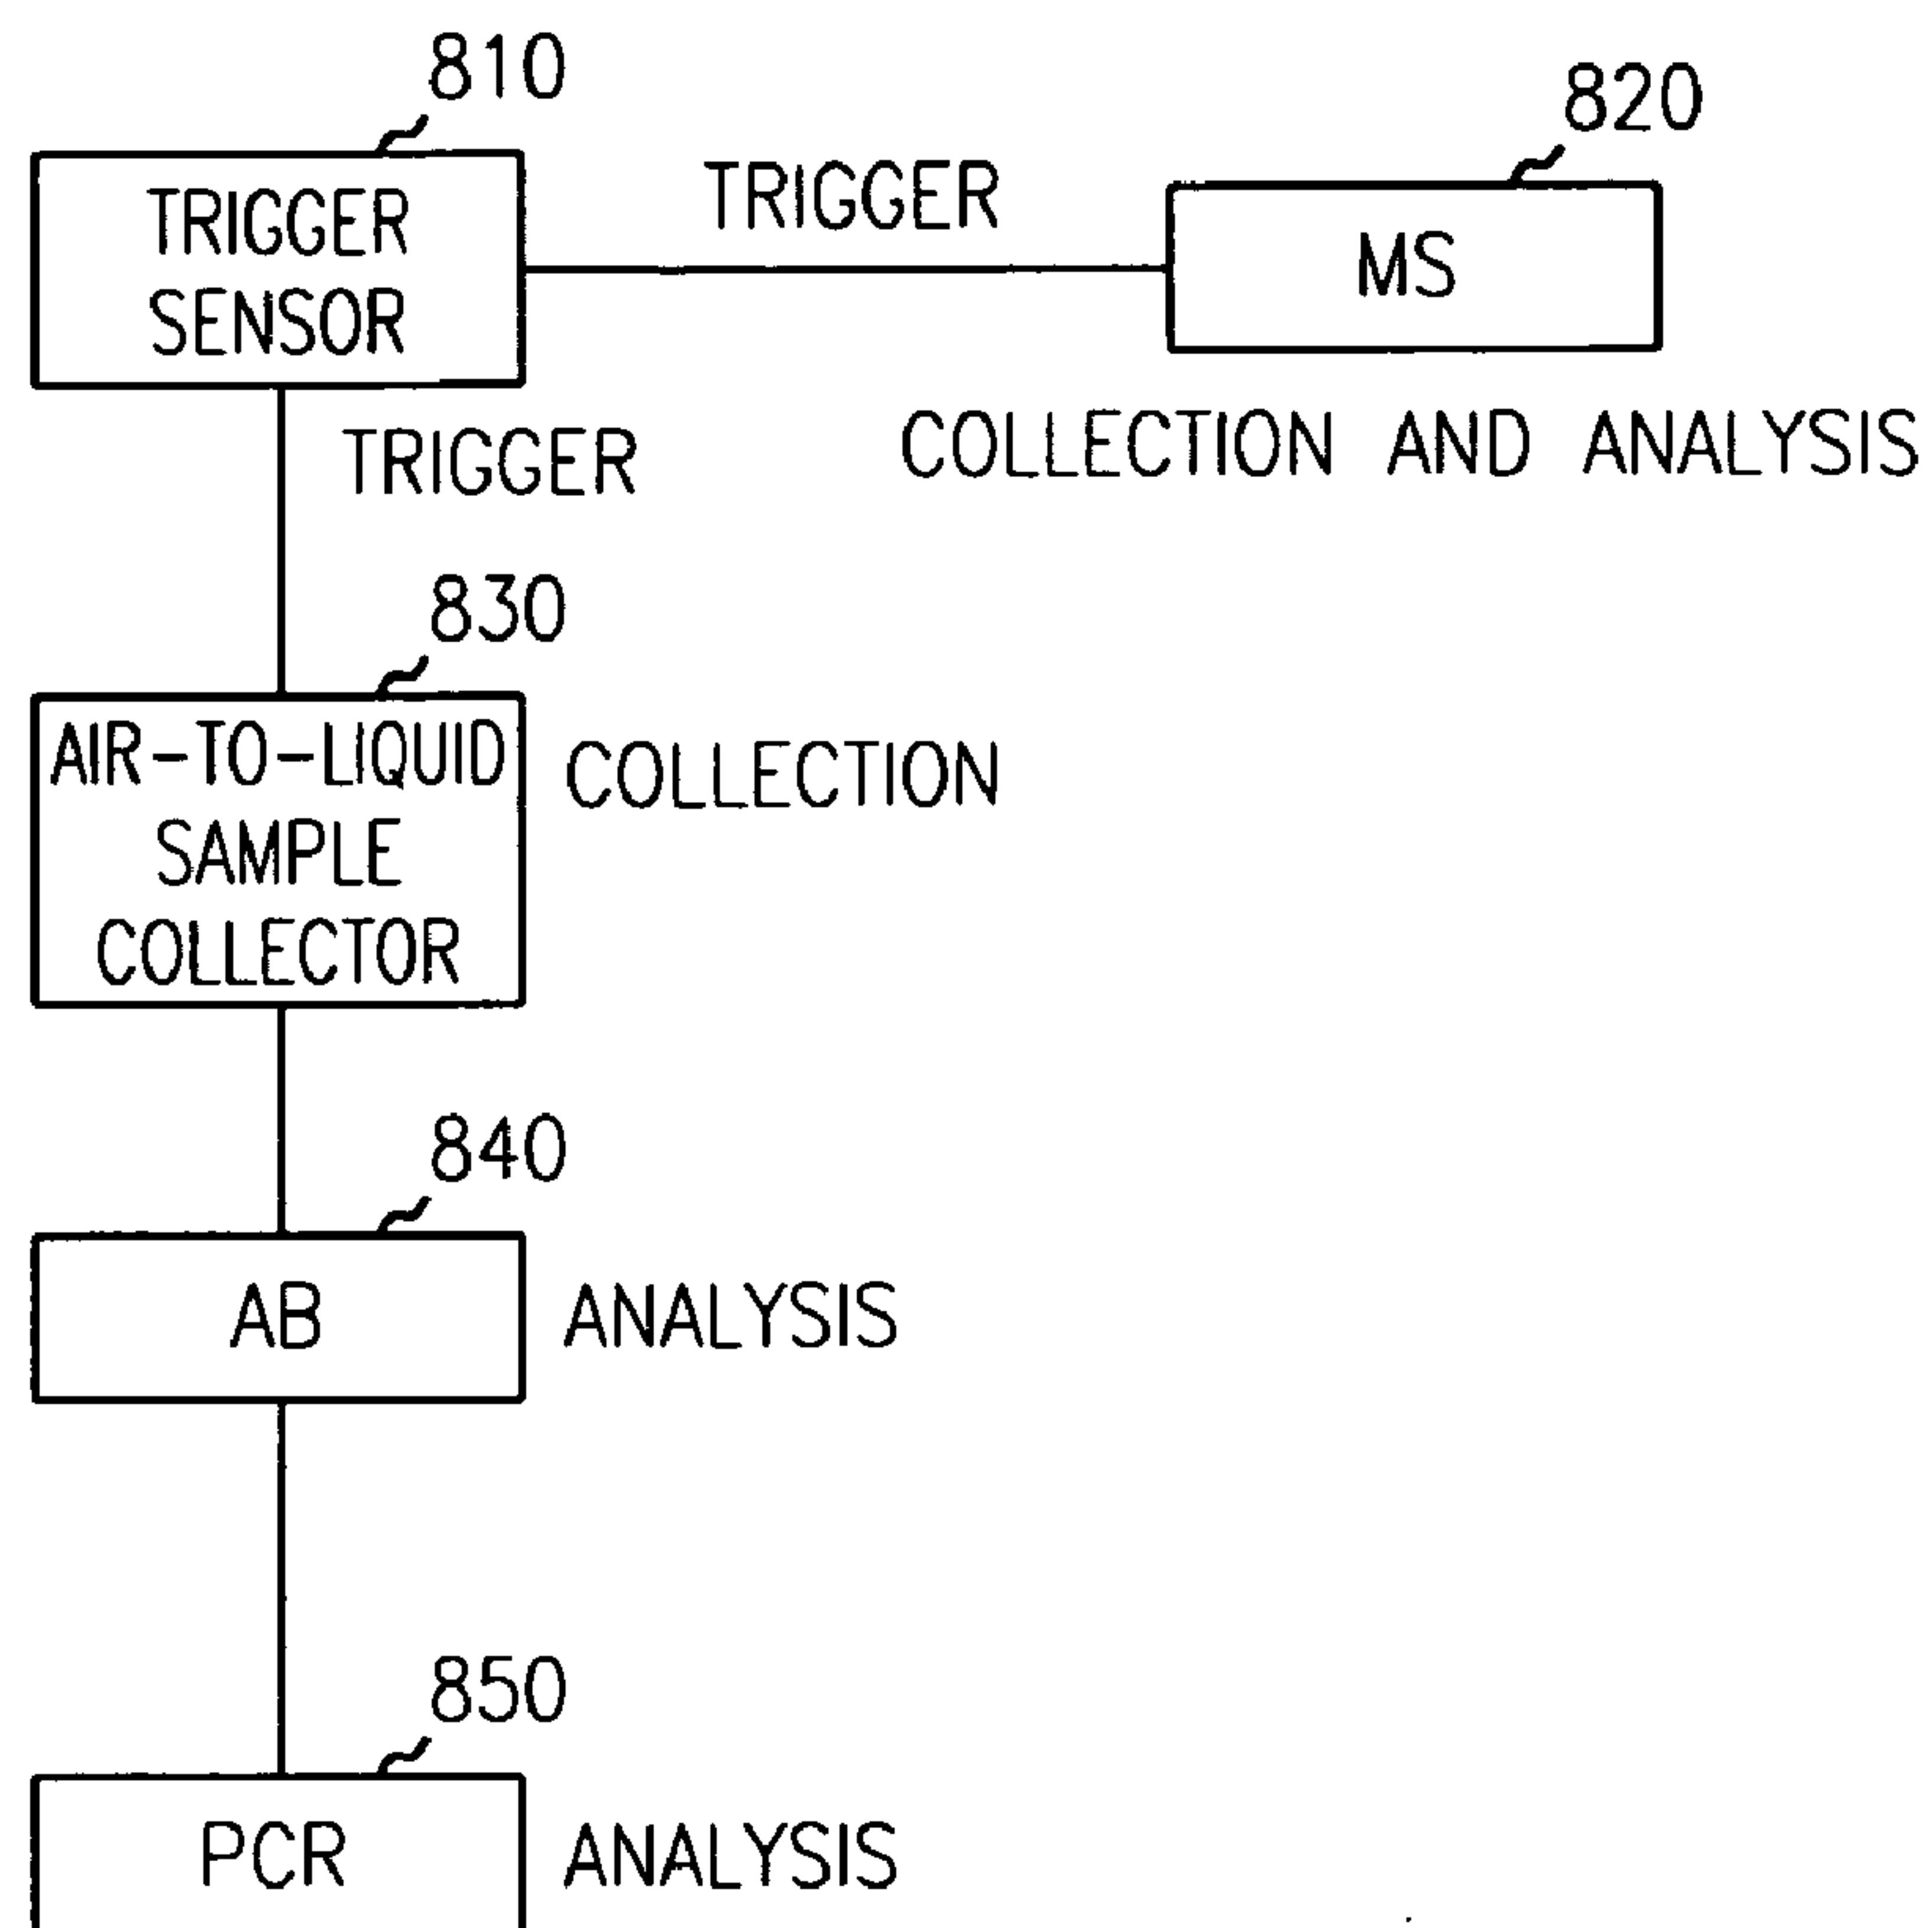 810
820
TRIGGER
SENSOR
TRIGGER
MS
TRIGGER
COLLECTION AND ANALYSIS
830
AIR-TO-LIQUID
SAMPLE
COLLECTOR
COLLECTION
840
AB
ANALYSIS
850
PCR
ANALYSIS